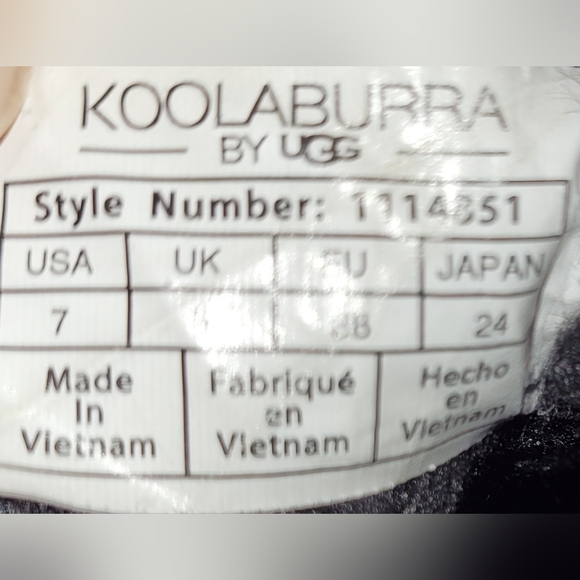 KOOLABURRA
BY UGG
Style Number: 1114351
USA UK EU JAPAN
7 38 24
Made Fabriqué Hecho
In en en
Vietnam Vietnam Vietnam